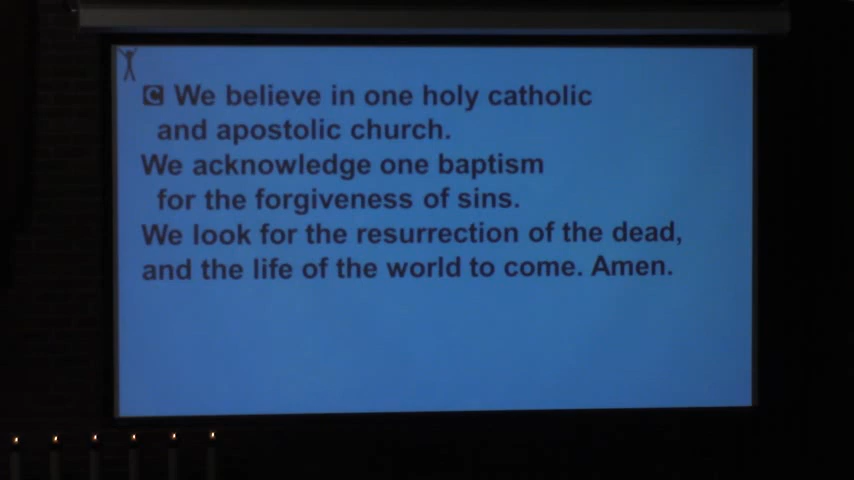 C We believe in one holy catholic
and apostolic church.
We acknowledge one baptism
for the forgiveness of sins.
We look for the resurrection of the dead,
and the life of the world to come. Amen.